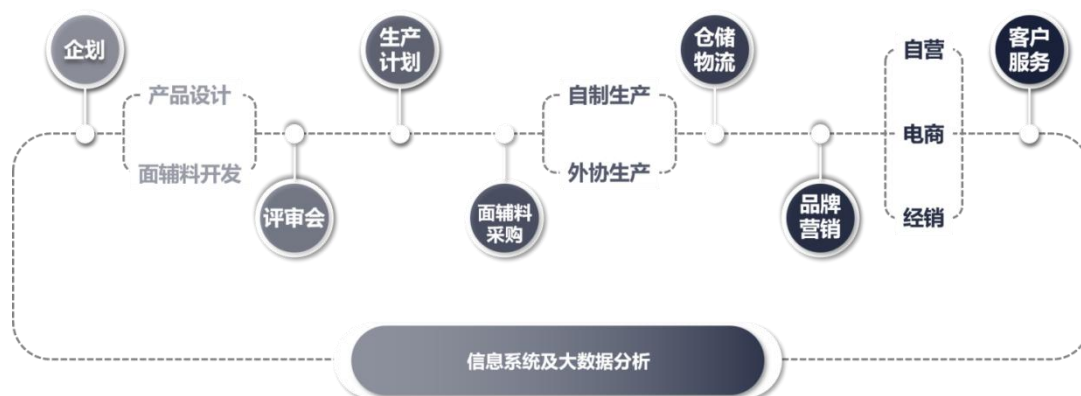 企划
产品设计
面辅料开发
评审会
生产
计划
面辅料
采购
自制生产
外协生产
仓储
物流
品牌
营销
自营
电商
经销
客户
服务
信息系统及大数据分析